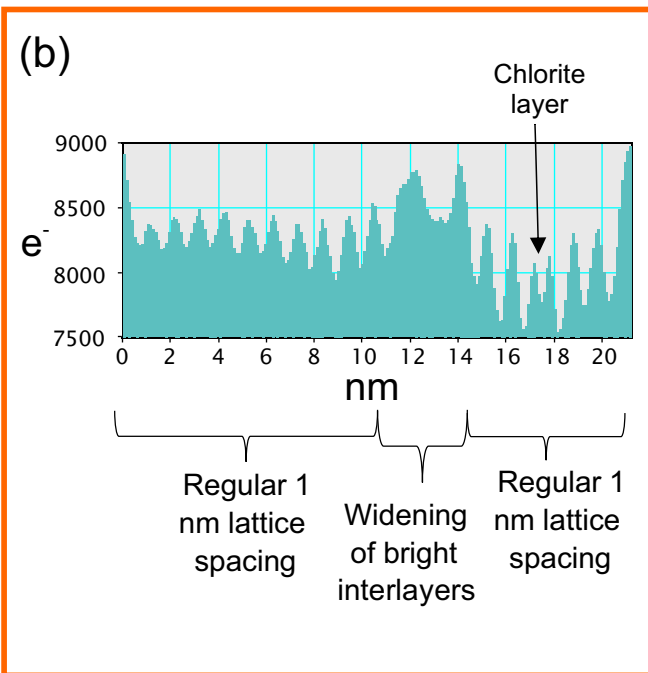 (b)
Chlorite
layer
9000
8500
8000
7500
e-
0 2 4 6 8 10 12 14 16 18 20
nm
Regular 1
nm lattice
spacing
Widening
of bright
interlayers
Regular 1
nm lattice
spacing